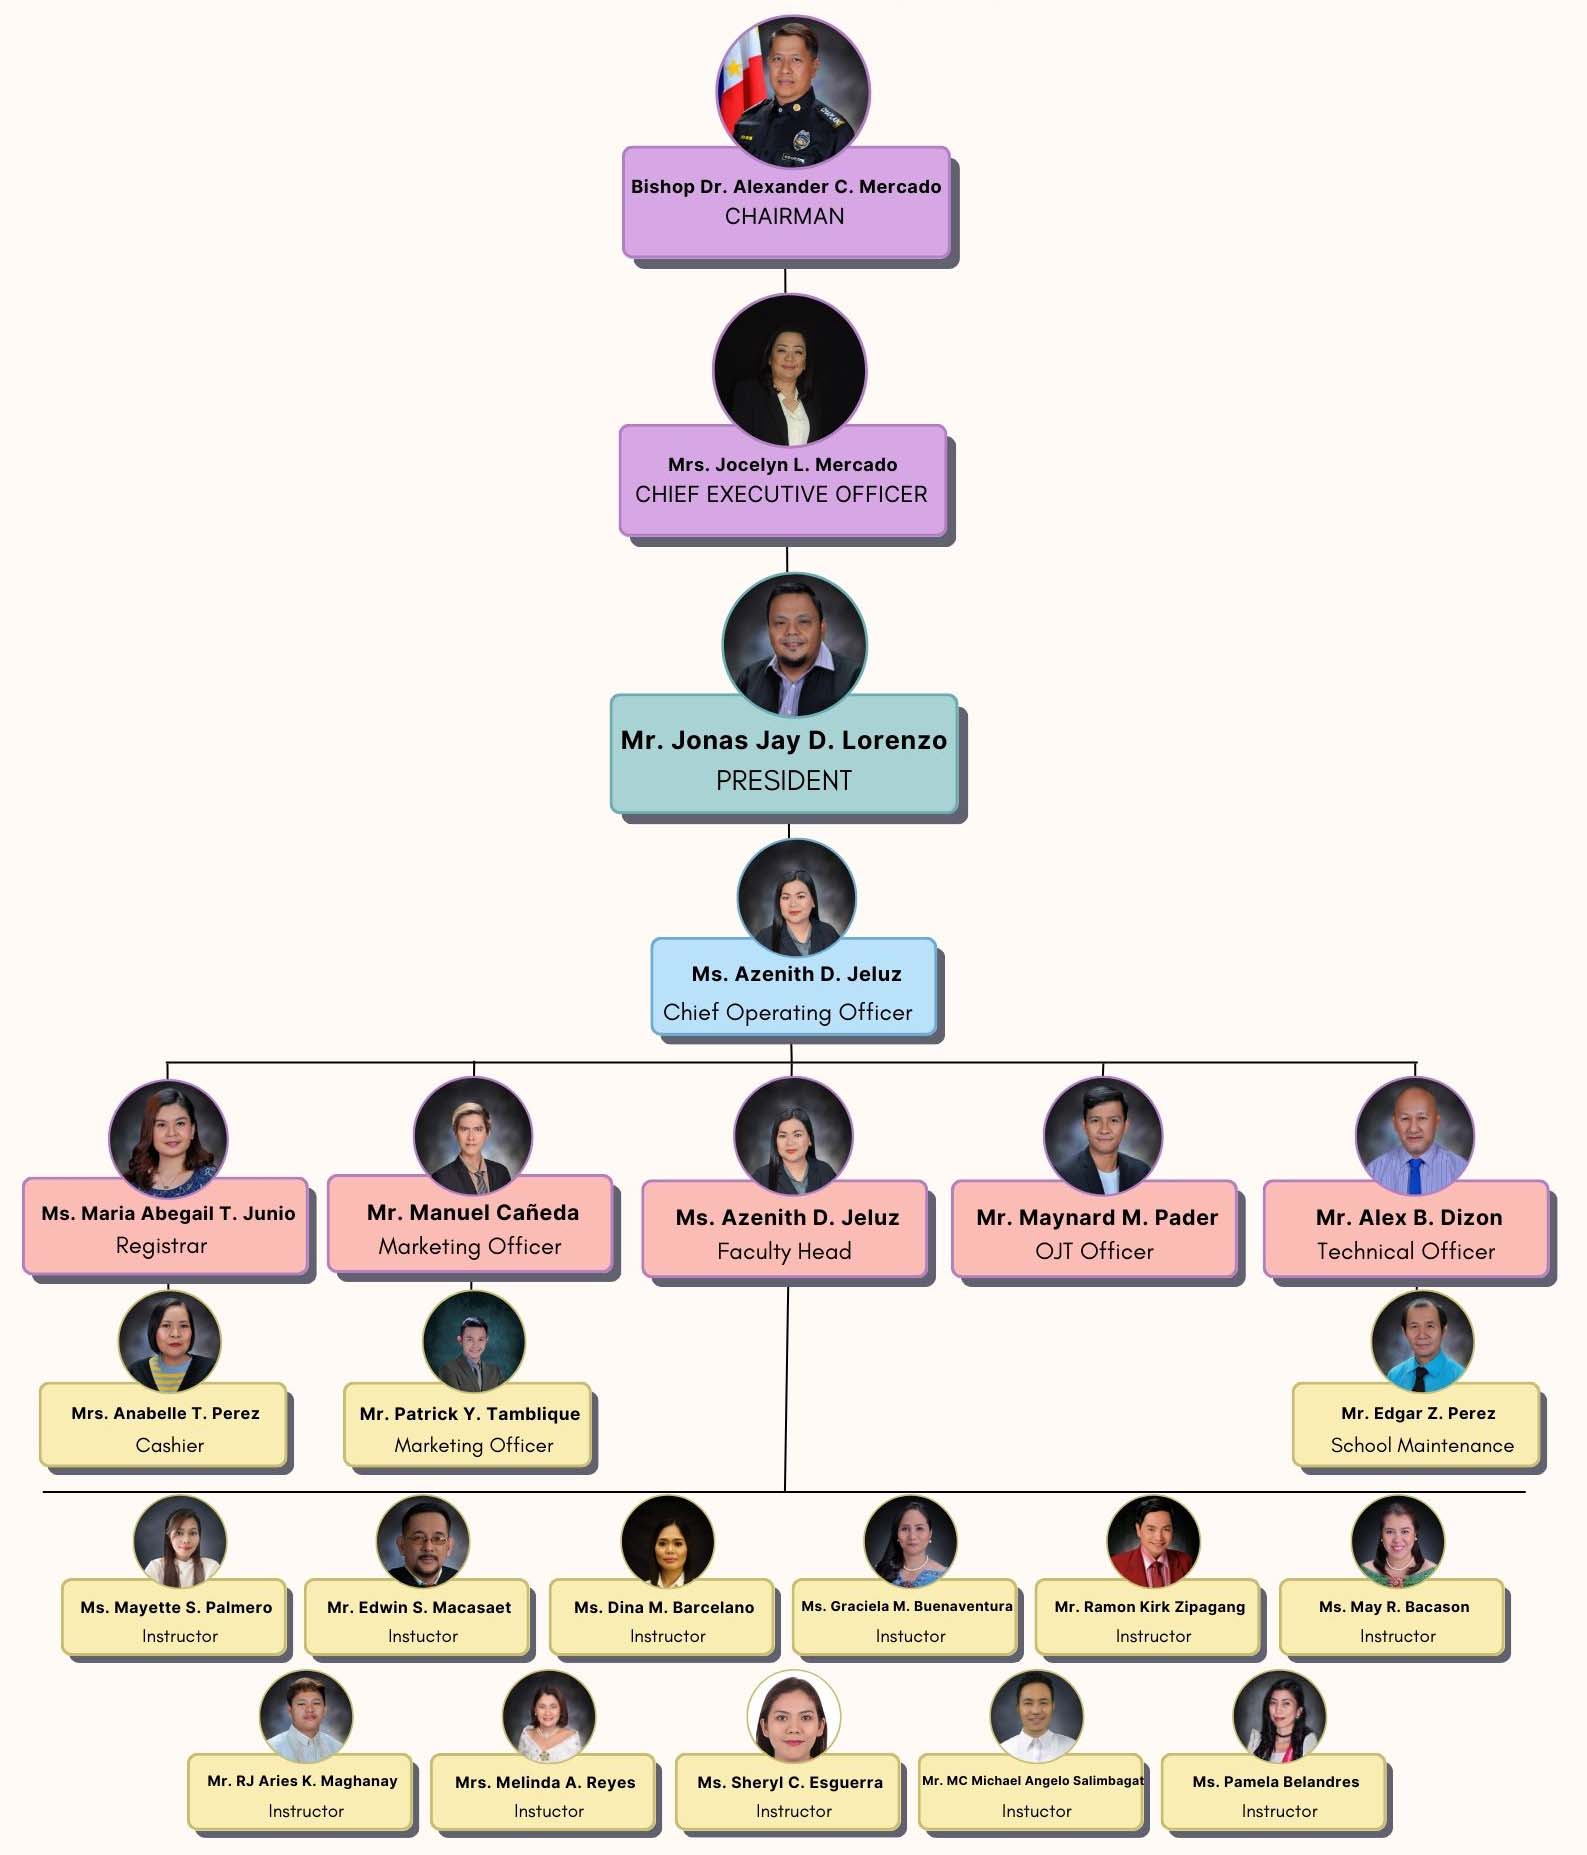 Bishop Dr. Alexander C. Mercado
CHAIRMAN
Mrs. Jocelyn L. Mercado
CHIEF EXECUTIVE OFFICER
Mr. Jonas Jay D. Lorenzo
PRESIDENT
Ms. Azenith D. Jeluz
Chief Operating Officer
Ms. Maria Abegail T. Junio
Registrar
Mr. Manuel Cañeda
Marketing Officer
Ms. Azenith D. Jeluz
Faculty Head
Mr. Maynard M. Pader
OJT Officer
Mr. Alex B. Dizon
Technical Officer
Mrs. Anabelle T. Perez
Cashier
Mr. Patrick Y. Tamblique
Marketing Officer
Mr. Edgar Z. Perez
School Maintenance
Ms. Mayette S. Palmero
Instructor
Mr. Edwin S. Macasaet
Instuctor
Ms. Dina M. Barcelano
Instructor
Ms. Graciela M. Buenaventura
Instuctor
Mr. Ramon Kirk Zipagang
Instructor
Ms. May R. Bacason
Instructor
Mr. RJ Aries K. Maghanay
Instructor
Mrs. Melinda A. Reyes
Instuctor
Ms. Sheryl C. Esguerra
Instructor
Mr. MC Michael Angelo Salimbagat
Instuctor
Ms. Pamela Belandres
Instructor